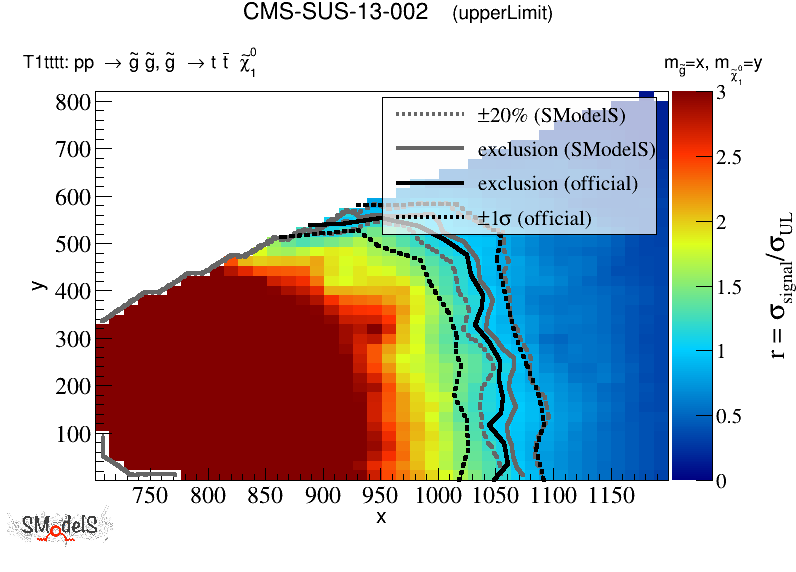 CMS-SUS-13-002 (upperLimit)
T1tttt: pp → g̃ g̃, g̃ → t t̄ χ̃₁⁰
m_g̃=x, m_χ̃₁⁰=y
±20% (SModelS)
exclusion (SModelS)
exclusion (official)
±1σ (official)
800
700
600
500
400
300
200
100
y
750
800
850
900
950
1000
1050
1100
1150
x
3
2.5
2
1.5
1
0.5
0
r = σ_signal/σ_UL
SModelS